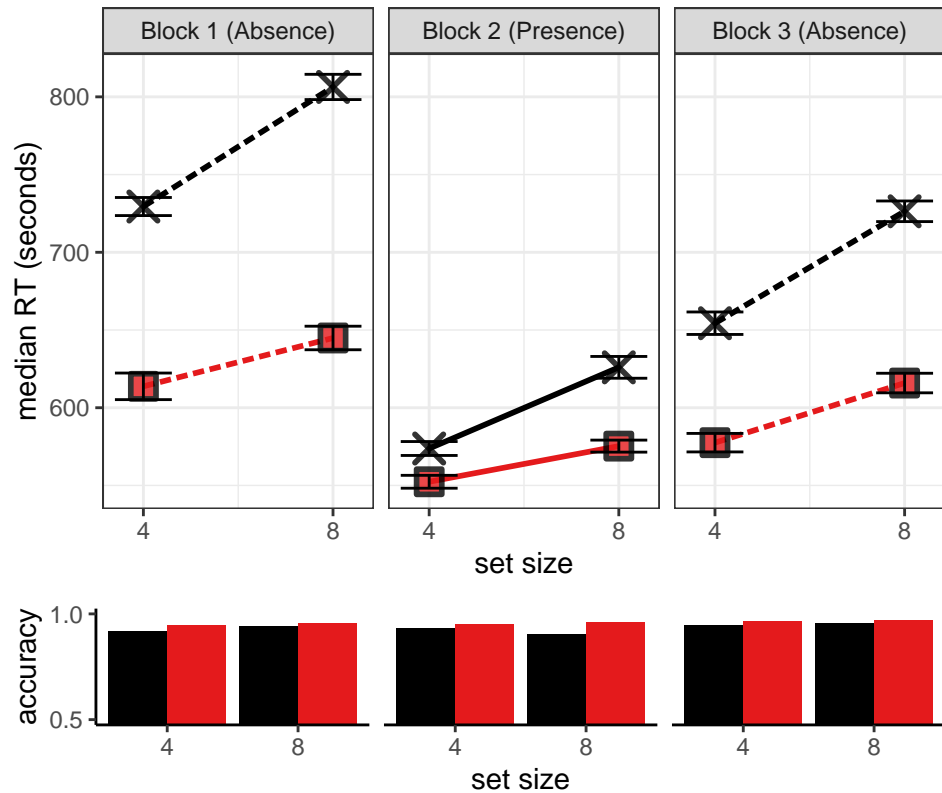 Block 1 (Absence) Block 2 (Presence) Block 3 (Absence)
median RT (seconds)
800
700
600
4 8 4 8 4 8
set size
accuracy
1.0
0.5
4 8 4 8 4 8
set size